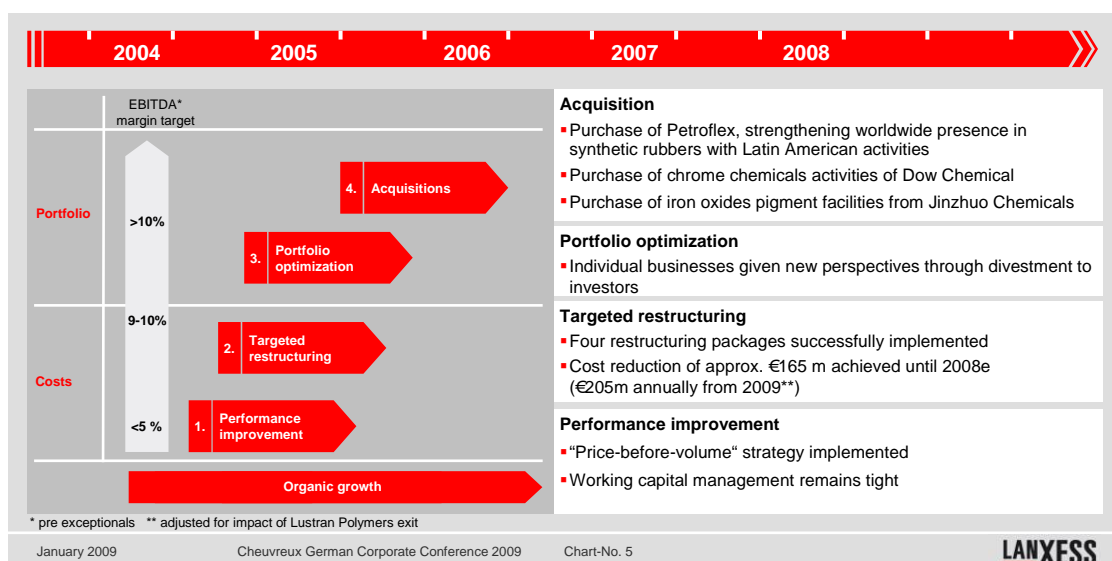 2004 2005 2006 2007 2008
EBITDA*
margin target
Portfolio
>10%
9-10%
Costs
<5 %
4. Acquisitions
3. Portfolio
optimization
2. Targeted
restructuring
1. Performance
improvement
Organic growth
Acquisition
▪Purchase of Petroflex, strengthening worldwide presence in
synthetic rubbers with Latin American activities
▪Purchase of chrome chemicals activities of Dow Chemical
▪Purchase of iron oxides pigment facilities from Jinzhuo Chemicals
Portfolio optimization
▪Individual businesses given new perspectives through divestment to
investors
Targeted restructuring
▪Four restructuring packages successfully implemented
▪Cost reduction of approx. €165 m achieved until 2008e
(€205m annually from 2009**)
Performance improvement
▪“Price-before-volume“ strategy implemented
▪Working capital management remains tight
* pre exceptionals ** adjusted for impact of Lustran Polymers exit
January 2009 Cheuvreux German Corporate Conference 2009 Chart-No. 5
LANXESS